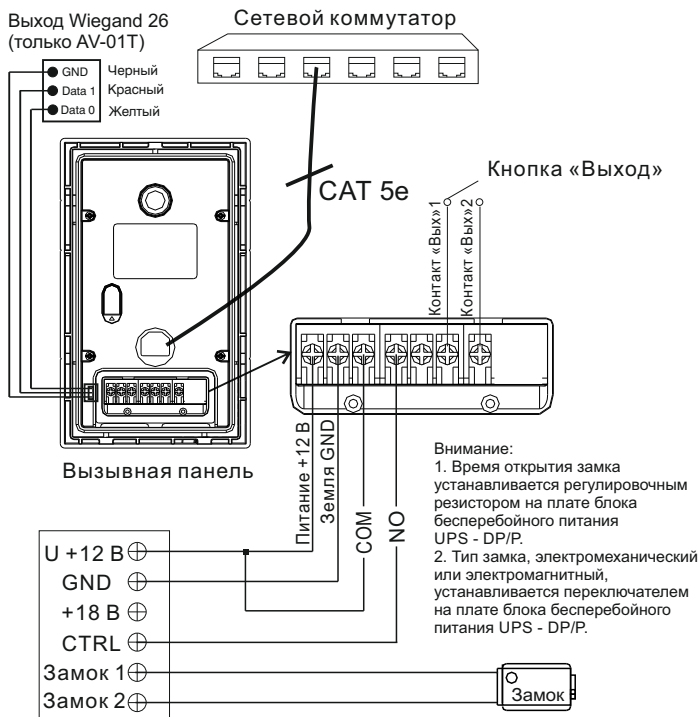 Выход Wiegand 26
(только AV-01T)
GND Черный
Data 1 Красный
Data 0 Желтый
Сетевой коммутатор
CAT 5e
Кнопка «Выход»
Контакт «Вых»1
Контакт «Вых»2
Вызывная панель
Питание +12 В
Земля GND
COM
NO
Внимание:
1. Время открытия замка
устанавливается регулировочным
резистором на плате блока
бесперебойного питания
UPS - DP/P.
2. Тип замка, электромеханический
или электромагнитный,
устанавливается переключателем
на плате блока бесперебойного
питания UPS - DP/P.
U +12 В
GND
+18 В
CTRL
Замок 1
Замок 2
Замок